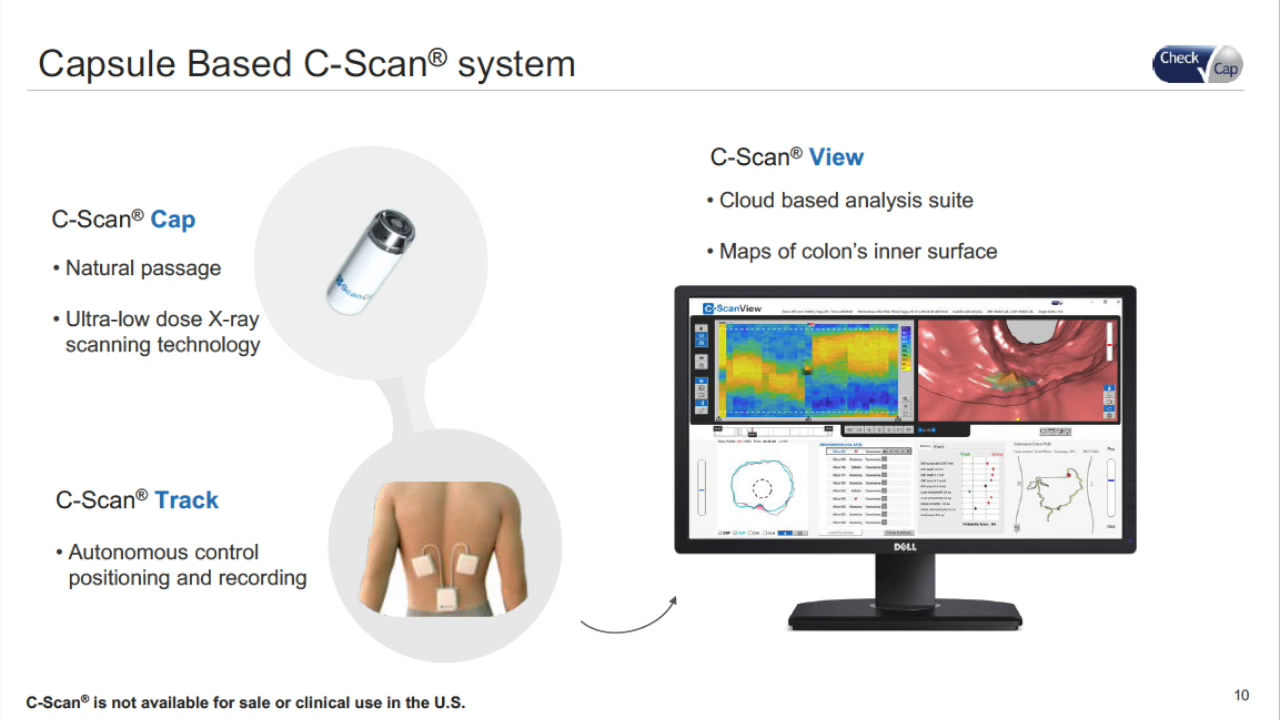 Capsule Based C-Scan® system
Check Cap
C-Scan® Cap
• Natural passage
• Ultra-low dose X-ray
scanning technology
C-Scan® Track
• Autonomous control
positioning and recording
C-Scan® View
• Cloud based analysis suite
• Maps of colon’s inner surface
C-ScanView
DELL
C-Scan® is not available for sale or clinical use in the U.S.
10